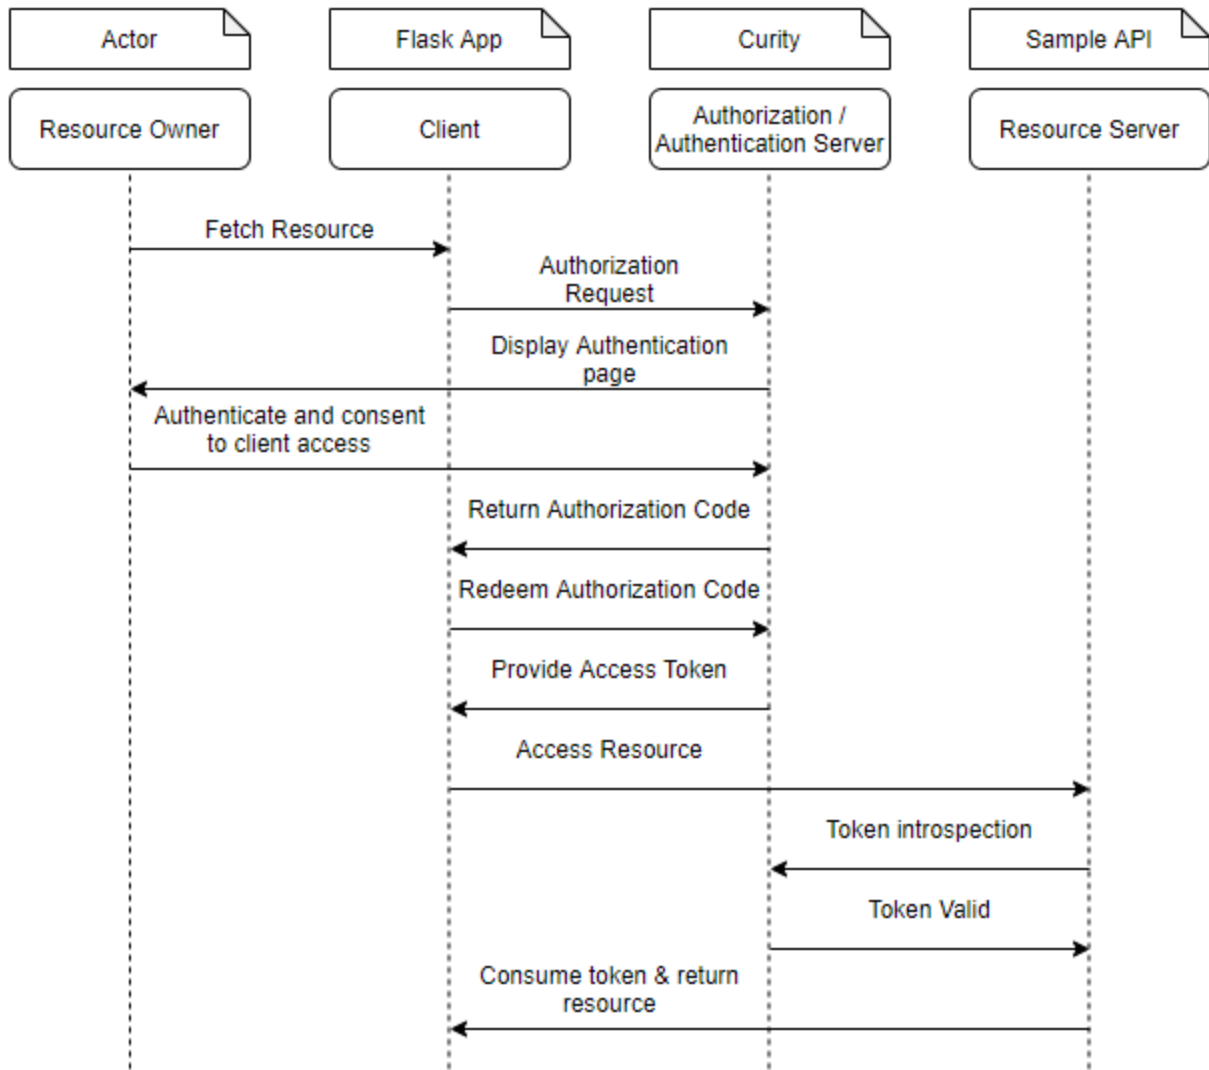 Actor
Flask App
Curity
Sample API
Resource Owner
Client
Authorization /
Authentication Server
Resource Server
Fetch Resource
Authorization
Request
Display Authentication
page
Authenticate and consent
to client access
Return Authorization Code
Redeem Authorization Code
Provide Access Token
Access Resource
Token introspection
Token Valid
Consume token & return
resource